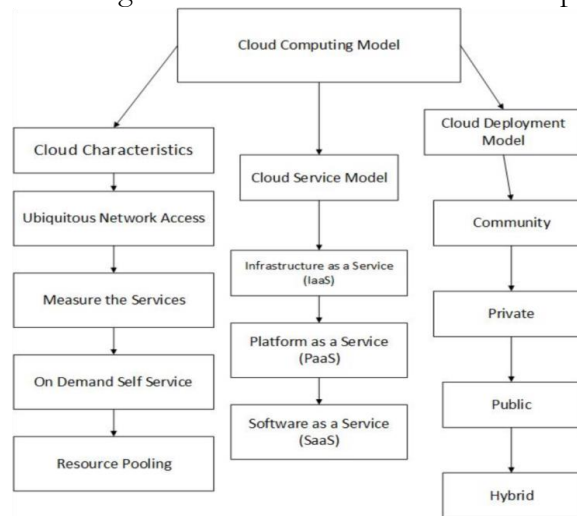 Cloud Computing Model
Cloud Characteristics
Ubiquitous Network Access
Measure the Services
On Demand Self Service
Resource Pooling
Cloud Service Model
Infrastructure as a Service
(IaaS)
Platform as a Service
(PaaS)
Software as a Service
(SaaS)
Cloud Deployment
Model
Community
Private
Public
Hybrid